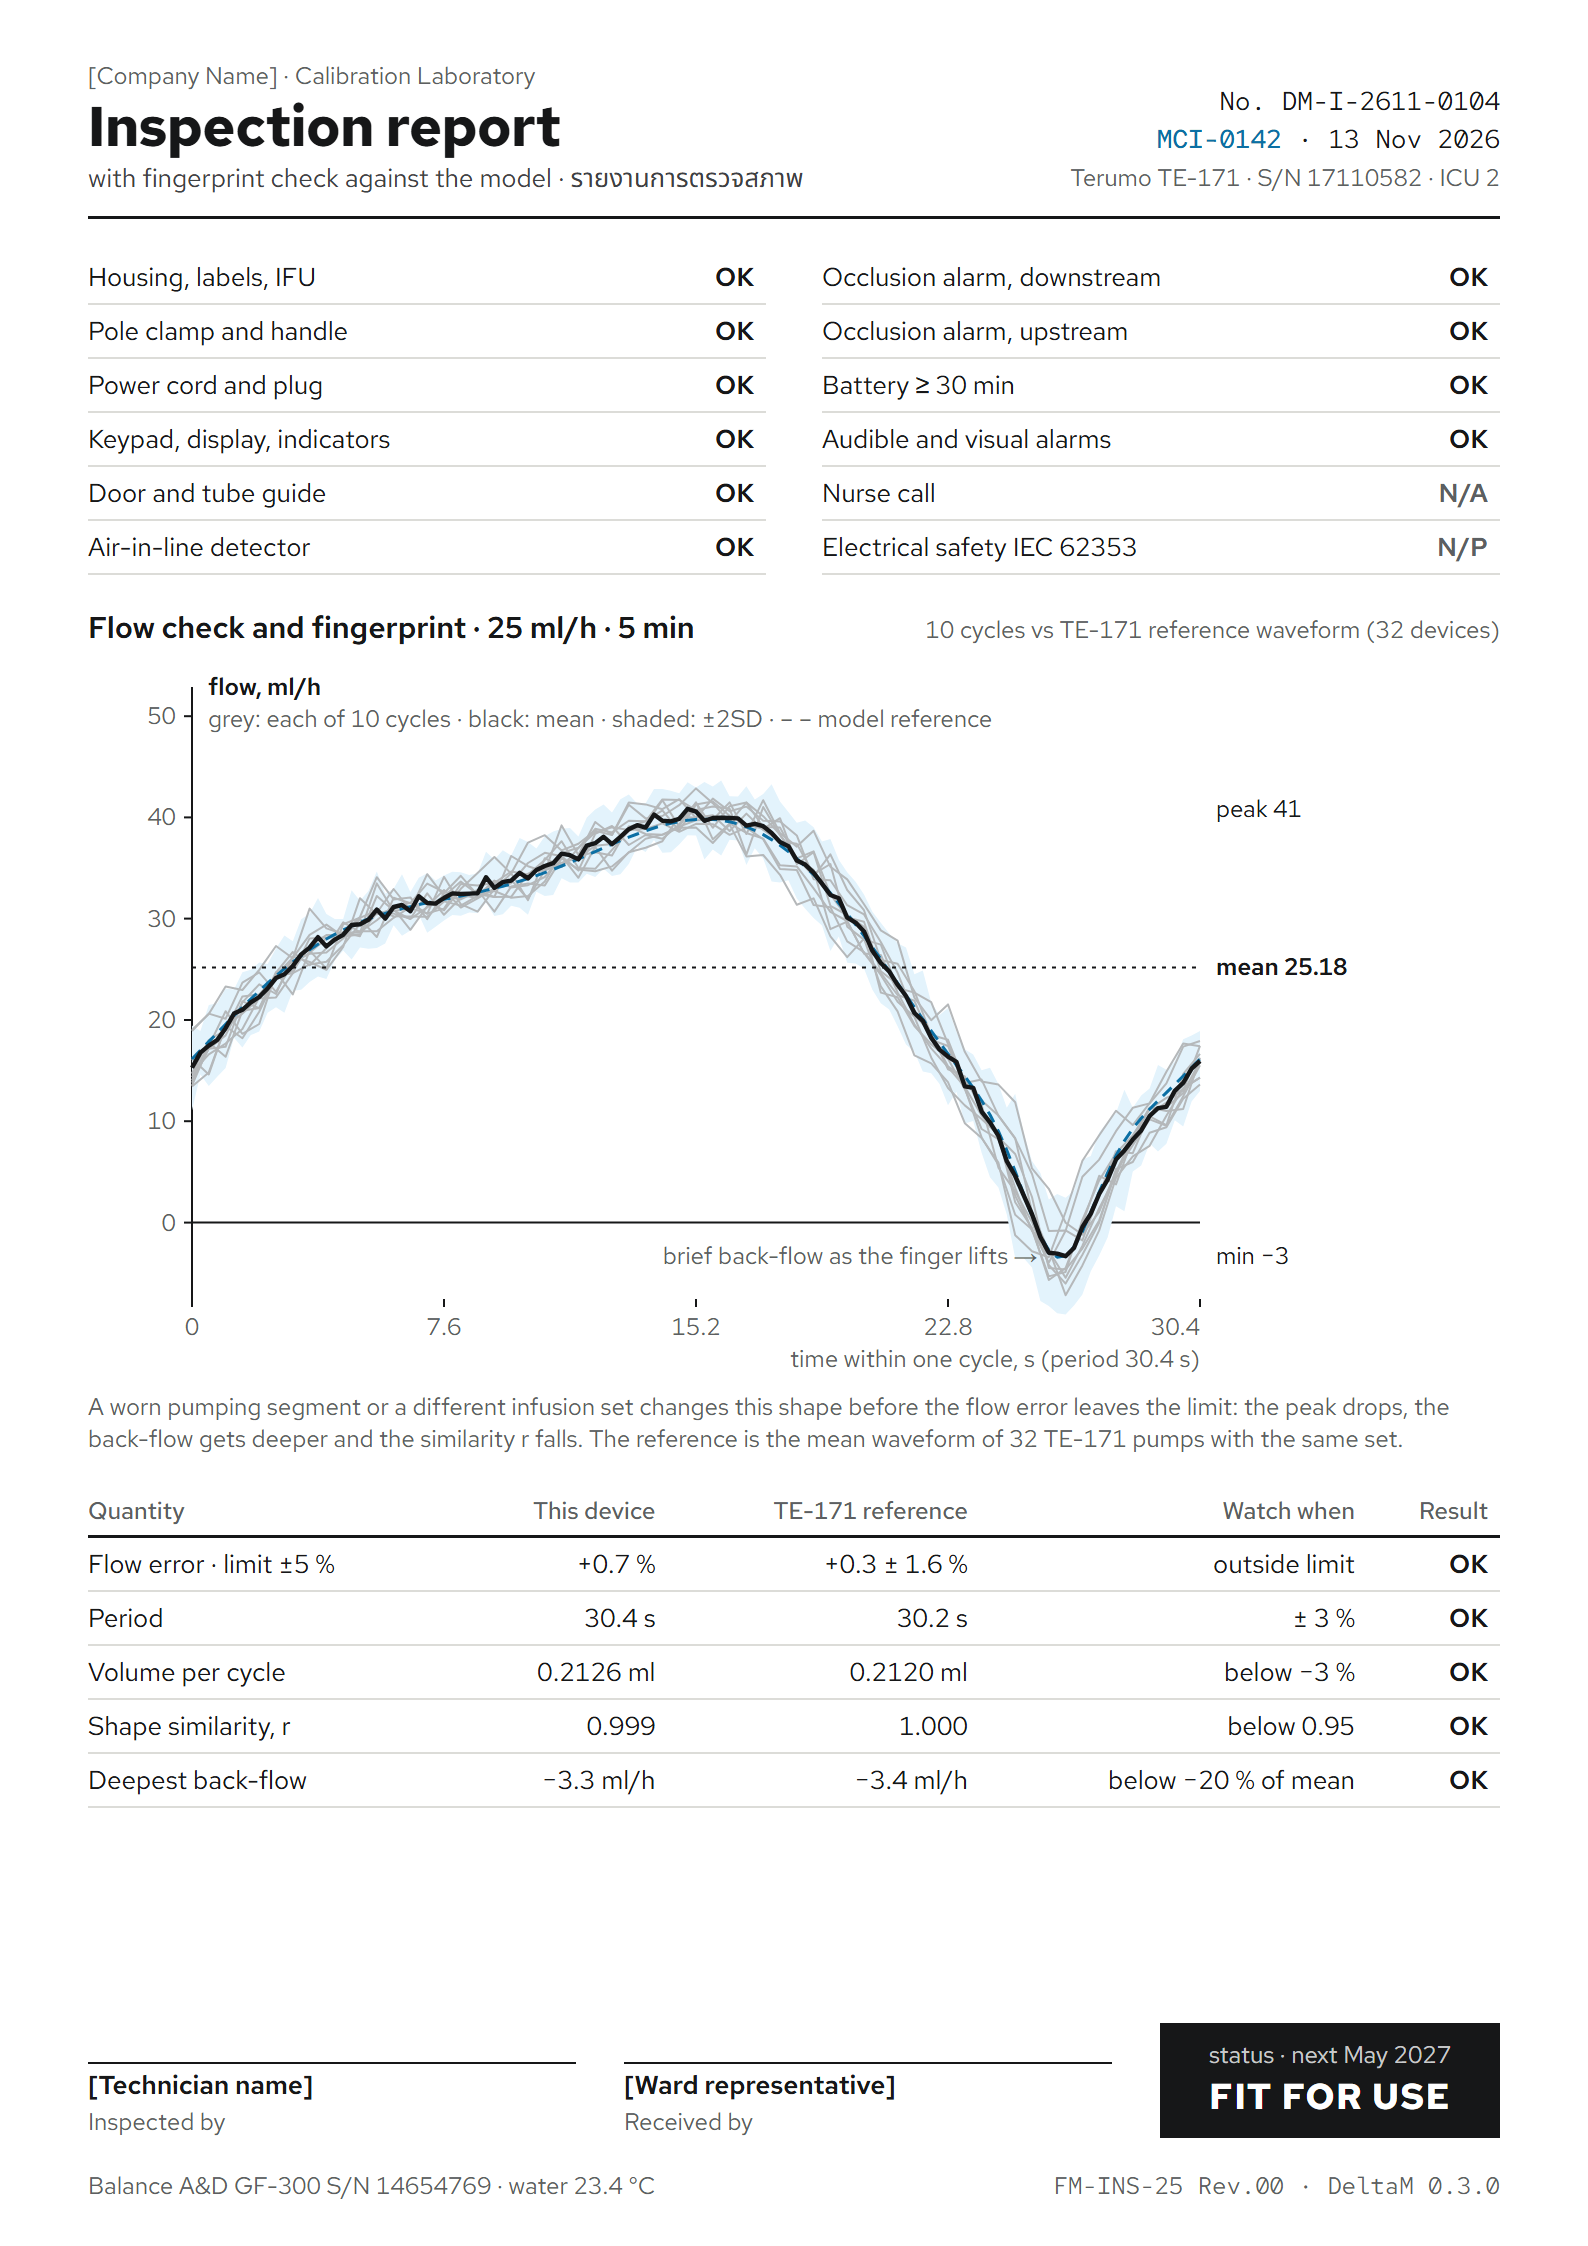 [Company Name] · Calibration Laboratory
Inspection report
with fingerprint check against the model · รายงานการตรวจสภาพ
No. DM-I-2611-0104
MCI-0142 · 13 Nov 2026
Terumo TE-171 · S/N 17110582 · ICU 2
Housing, labels, IFU OK
Pole clamp and handle OK
Power cord and plug OK
Keypad, display, indicators OK
Door and tube guide OK
Air-in-line detector OK
Occlusion alarm, downstream OK
Occlusion alarm, upstream OK
Battery ≥ 30 min OK
Audible and visual alarms OK
Nurse call N/A
Electrical safety IEC 62353 N/P
Flow check and fingerprint · 25 ml/h · 5 min
10 cycles vs TE-171 reference waveform (32 devices)
flow, ml/h
grey: each of 10 cycles · black: mean · shaded: ±2SD · – – model reference
50
40
30
20
10
0
peak 41
mean 25.18
min −3
brief back-flow as the finger lifts →
0 7.6 15.2 22.8 30.4
time within one cycle, s (period 30.4 s)
A worn pumping segment or a different infusion set changes this shape before the flow error leaves the limit: the peak drops, the
back-flow gets deeper and the similarity r falls. The reference is the mean waveform of 32 TE-171 pumps with the same set.
Quantity This device TE-171 reference Watch when Result
Flow error · limit ±5 % +0.7 % +0.3 ± 1.6 % outside limit OK
Period 30.4 s 30.2 s ± 3 % OK
Volume per cycle 0.2126 ml 0.2120 ml below −3 % OK
Shape similarity, r 0.999 1.000 below 0.95 OK
Deepest back-flow −3.3 ml/h −3.4 ml/h below −20 % of mean OK
[Technician name]
Inspected by
[Ward representative]
Received by
status · next May 2027
FIT FOR USE
Balance A&D GF-300 S/N 14654769 · water 23.4 °C
FM-INS-25 Rev.00 · DeltaM 0.3.0